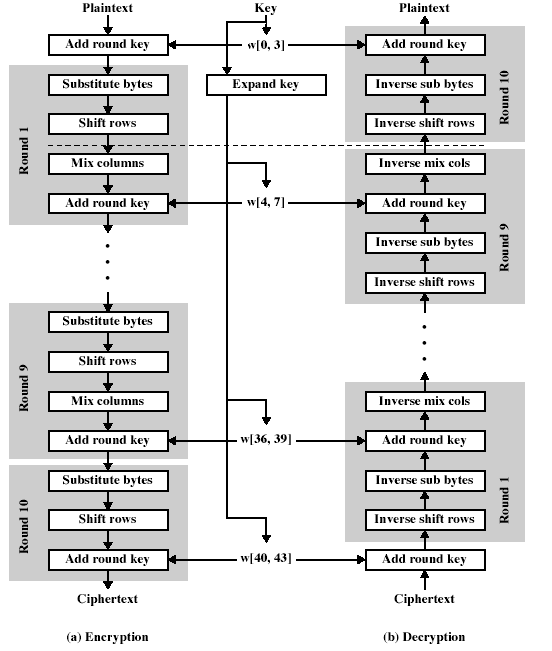 Plaintext
Key
Plaintext
Add round key
w[0, 3]
Add round key
Substitute bytes
Expand key
Inverse sub bytes
Round 10
Shift rows
Inverse shift rows
Round 1
Mix columns
Inverse mix cols
Add round key
w[4, 7]
Add round key
Round 9
Inverse sub bytes
Inverse shift rows
Substitute bytes
Shift rows
Round 9
Mix columns
Inverse mix cols
Add round key
w[36, 39]
Add round key
Substitute bytes
Inverse sub bytes
Round 1
Round 10
Shift rows
Inverse shift rows
Add round key
w[40, 43]
Add round key
Ciphertext
Ciphertext
(a) Encryption
(b) Decryption